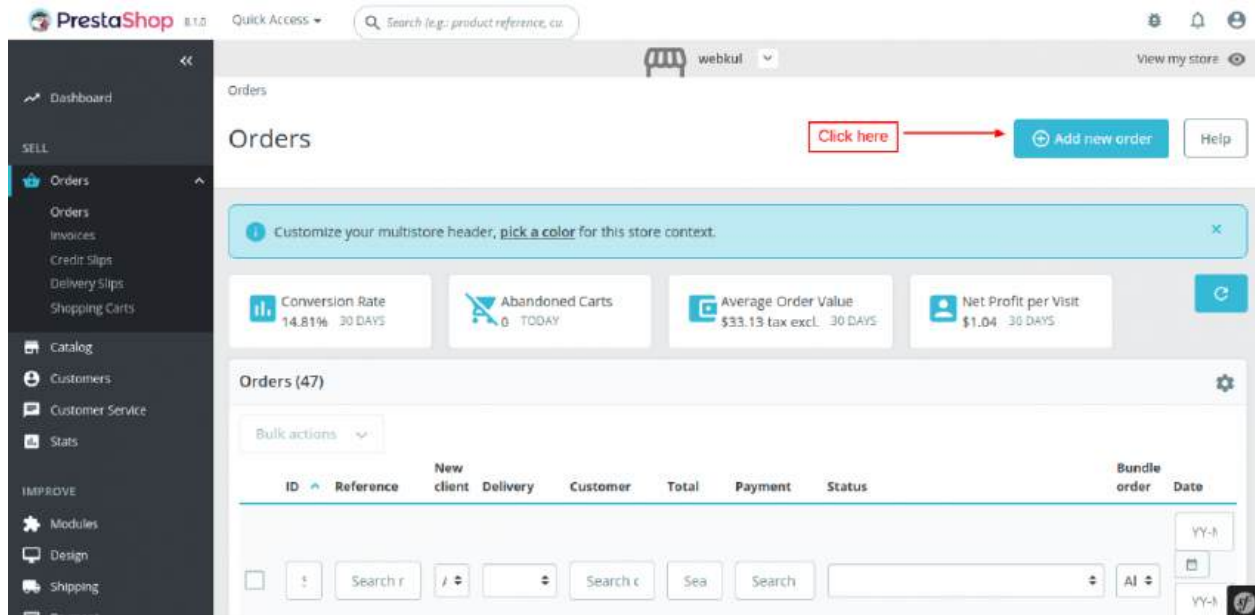 PrestaShop 8.1.0 Quick Access Search (e.g.: product reference, cu
webkul View my store
Dashboard
SELL
Orders
Orders
Invoices
Credit Slips
Delivery Slips
Shopping Carts
Catalog
Customers
Customer Service
Stats
IMPROVE
Modules
Design
Shipping
Orders
Orders Click here Add new order Help
Customize your multistore header, pick a color for this store context.
Conversion Rate
14.81% 30 DAYS
Abandoned Carts
0 TODAY
Average Order Value
$33.13 tax excl. 30 DAYS
Net Profit per Visit
$1.04 30 DAYS
Orders (47)
Bulk actions
ID Reference New client Delivery Customer Total Payment Status Bundle order Date
YY-
Search r Search c Sea Search Al
YY-
sf